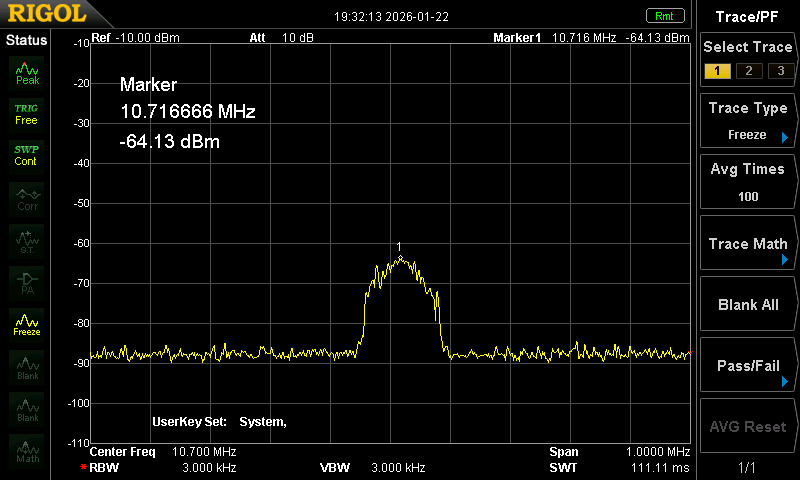 RIGOL
19:32:13 2026-01-22
Rmt
Trace/PF
Status
Ref -10.00 dBm
Att 10 dB
Marker1 10.716 MHz -64.13 dBm
Select Trace
1 2 3
Peak
TRIG
Free
SWP
Cont
Corr
S.T
PA
Freeze
Blank
Blank
Math
-10
-20
-30
-40
-50
-60
-70
-80
-90
-100
-110
Marker
10.716666 MHz
-64.13 dBm
1
UserKey Set: System,
Trace Type
Freeze
Avg Times
100
Trace Math
Blank All
Pass/Fail
AVG Reset
1/1
Center Freq 10.700 MHz
Span 1.0000 MHz
RBW 3.000 kHz
VBW 3.000 kHz
SWT 111.11 ms